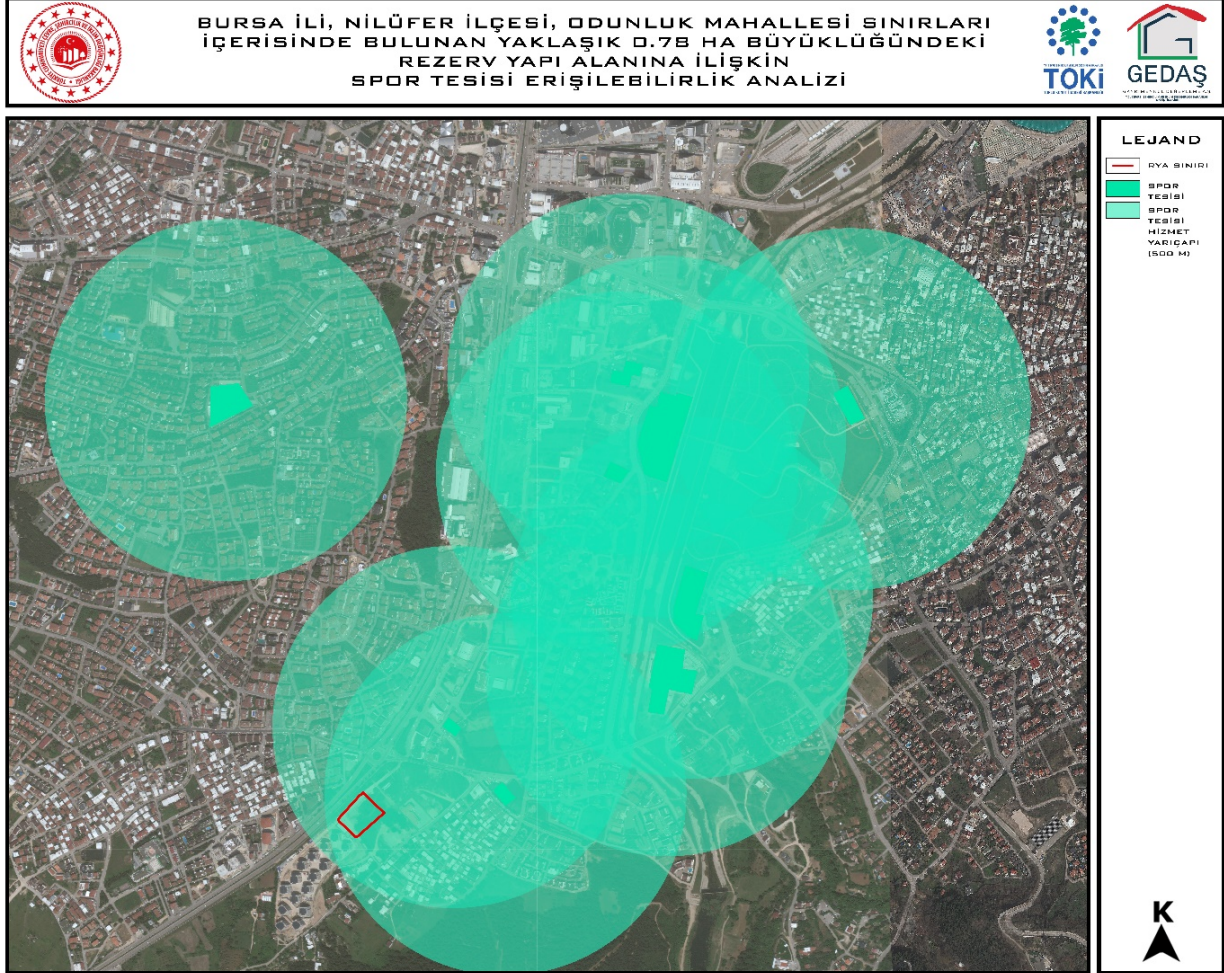 BURSA İLİ, NİLÜFER İLÇESİ, ODUNLUK MAHALLESİ SINIRLARI
İÇERİSİNDE BULUNAN YAKLAŞIK 0.78 HA BÜYÜKLÜĞÜNDEKİ
REZERV YAPI ALANINA İLİŞKİN
SPOR TESİSİ ERİŞİLEBİLİRLİK ANALİZİ
TOKİ
GEDAŞ
LEJAND
RYA SINIRI
SPOR
TESİSİ
SPOR
TESİSİ
HİZMET
YARIÇAPI
(500 M)
K